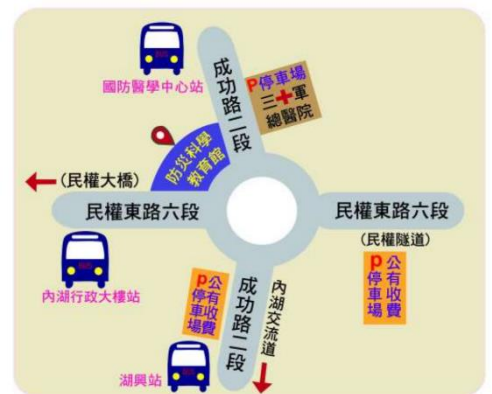 國防醫學中心站
成功路二段
P停車場
三✚軍
總醫院
防災科學
教育館
←(民權大橋)
民權東路六段
民權東路六段
(民權隧道)
P公有收費停車場
內湖行政大樓站
P公有收費停車場
成功路二段
內湖交流道
湖興站